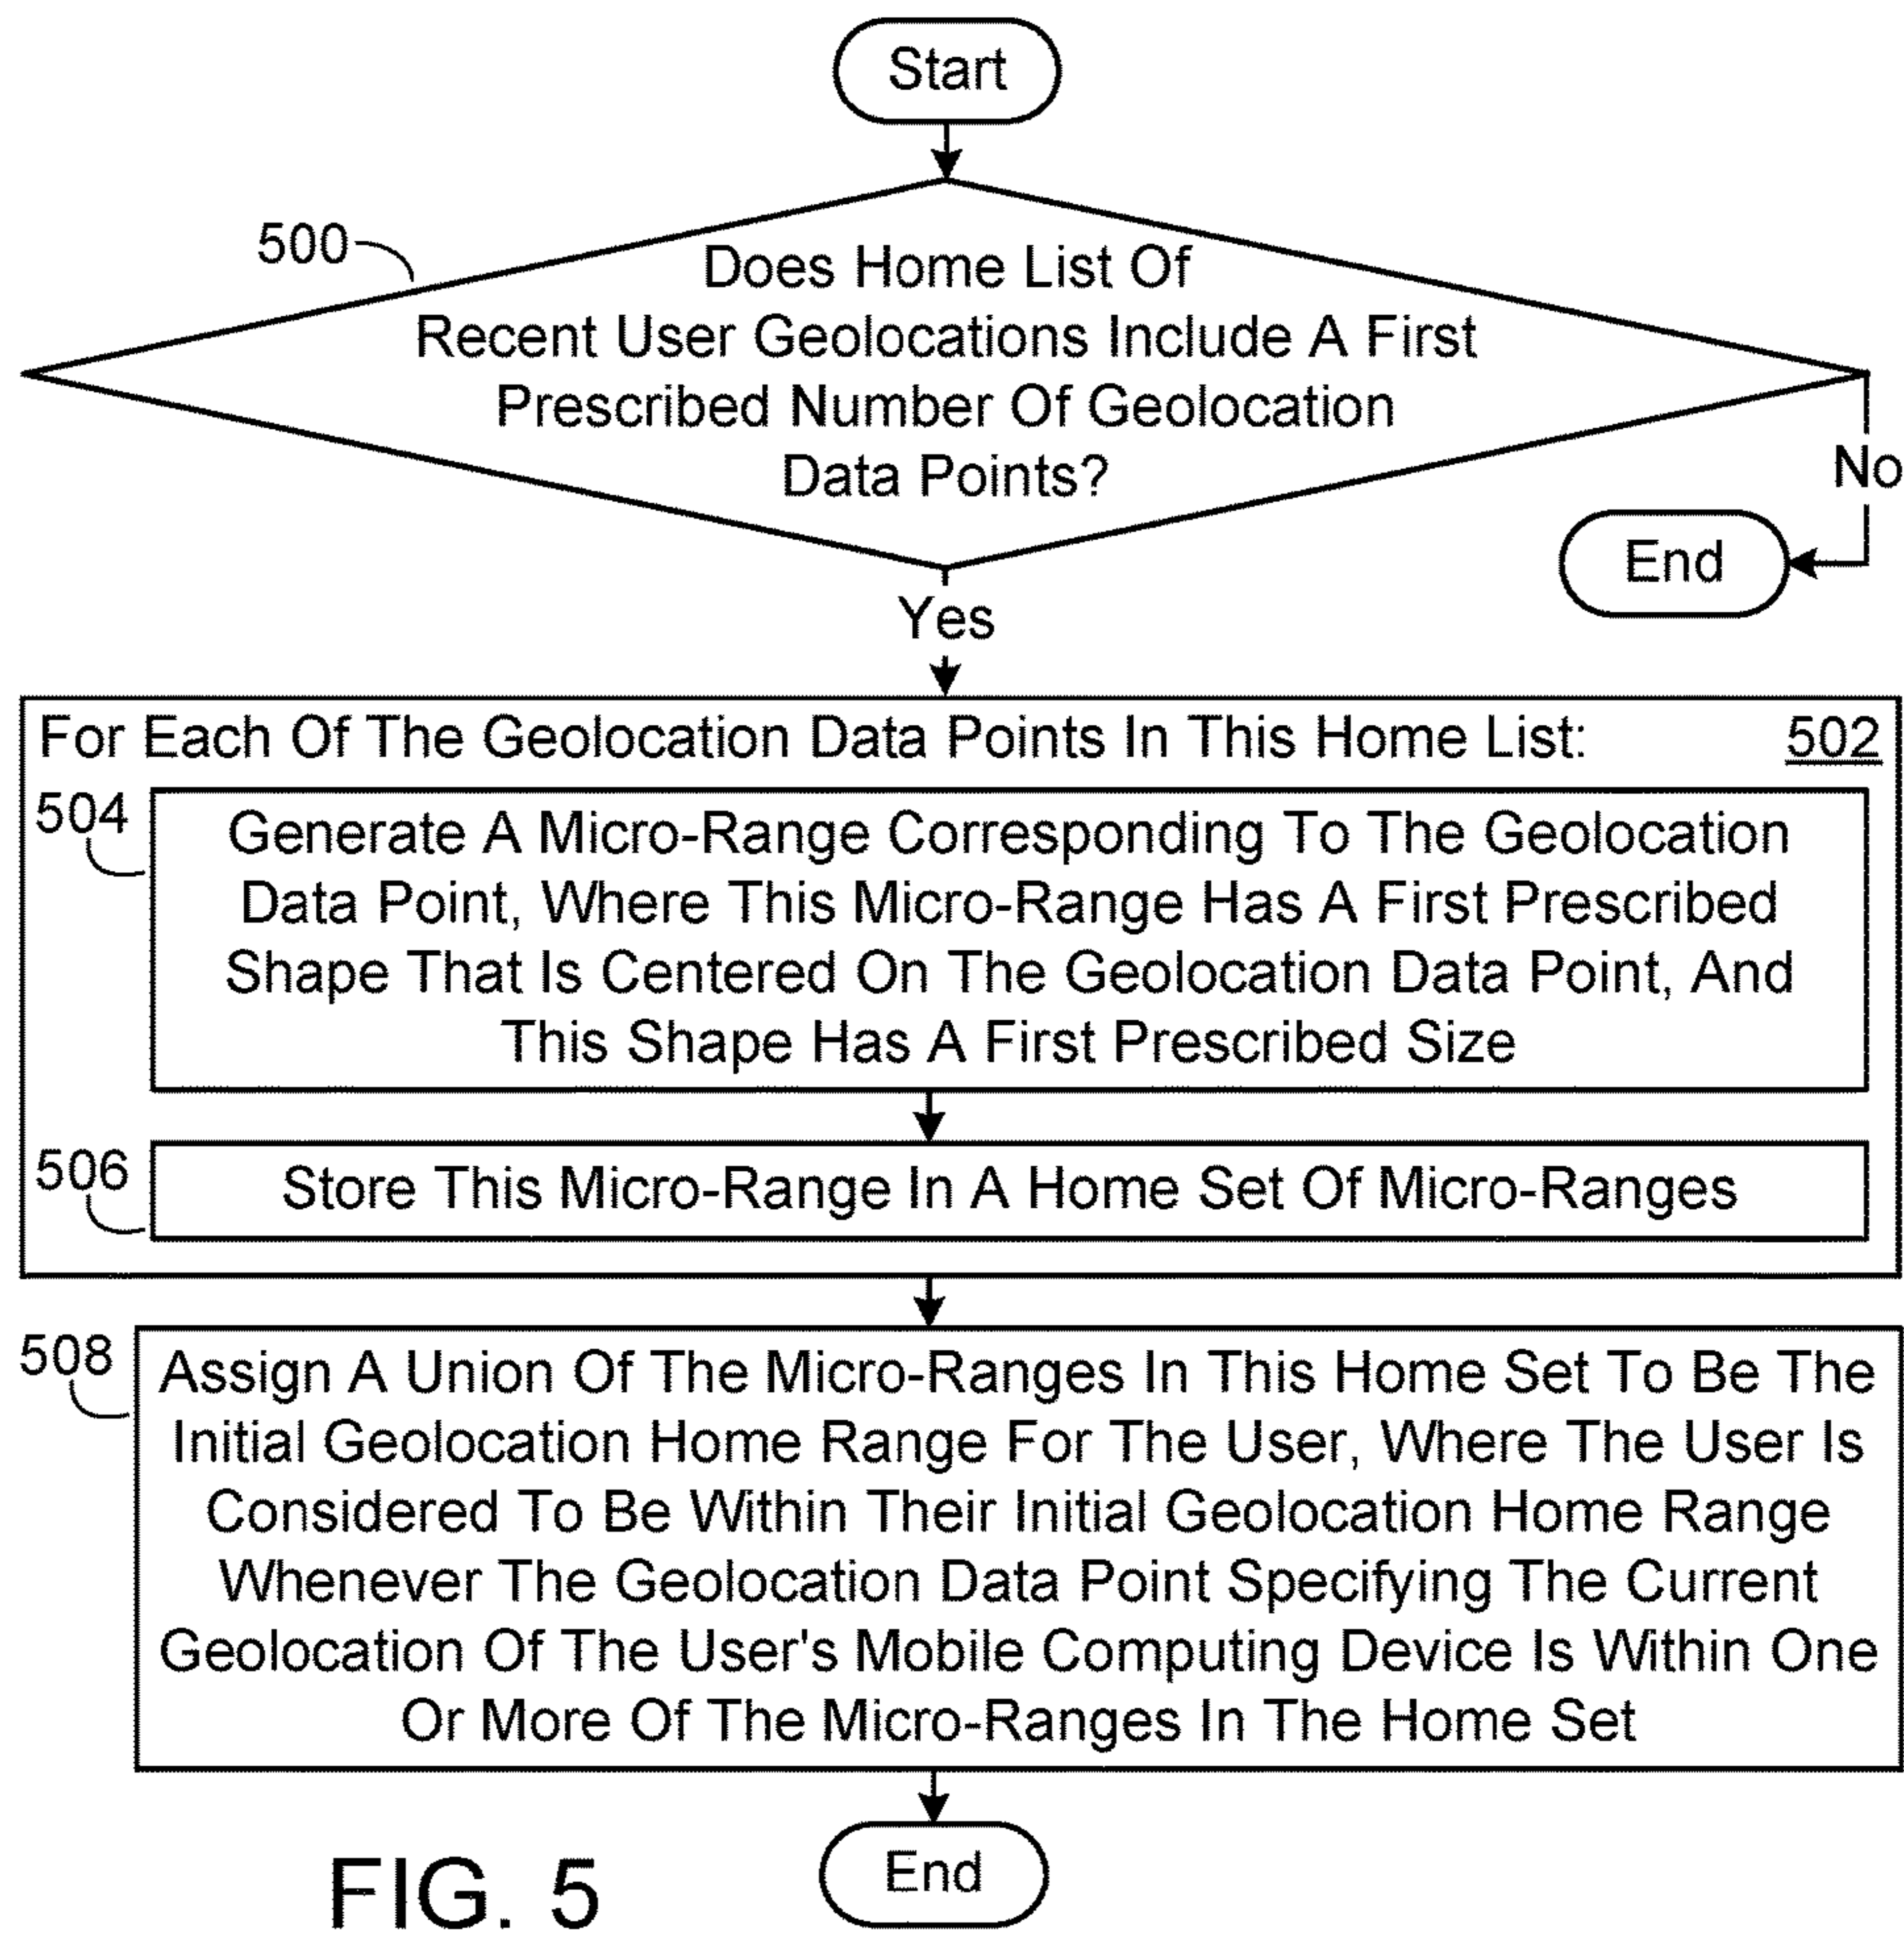 Start
500
Does Home List Of
Recent User Geolocations Include A First
Prescribed Number Of Geolocation
Data Points?
No
End
Yes
For Each Of The Geolocation Data Points In This Home List: 502
504
Generate A Micro-Range Corresponding To The Geolocation
Data Point, Where This Micro-Range Has A First Prescribed
Shape That Is Centered On The Geolocation Data Point, And
This Shape Has A First Prescribed Size
506
Store This Micro-Range In A Home Set Of Micro-Ranges
508
Assign A Union Of The Micro-Ranges In This Home Set To Be The
Initial Geolocation Home Range For The User, Where The User Is
Considered To Be Within Their Initial Geolocation Home Range
Whenever The Geolocation Data Point Specifying The Current
Geolocation Of The User's Mobile Computing Device Is Within One
Or More Of The Micro-Ranges In The Home Set
End
FIG. 5